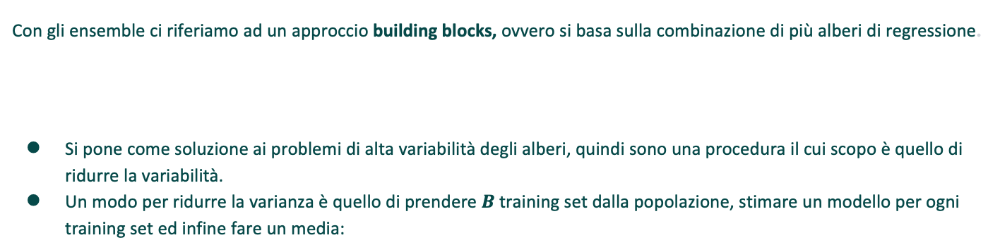 Con gli ensemble ci riferiamo ad un approccio building blocks, ovvero si basa sulla combinazione di più alberi di regressione.
● Si pone come soluzione ai problemi di alta variabilità degli alberi, quindi sono una procedura il cui scopo è quello di
ridurre la variabilità.
● Un modo per ridurre la varianza è quello di prendere B training set dalla popolazione, stimare un modello per ogni
training set ed infine fare un media: